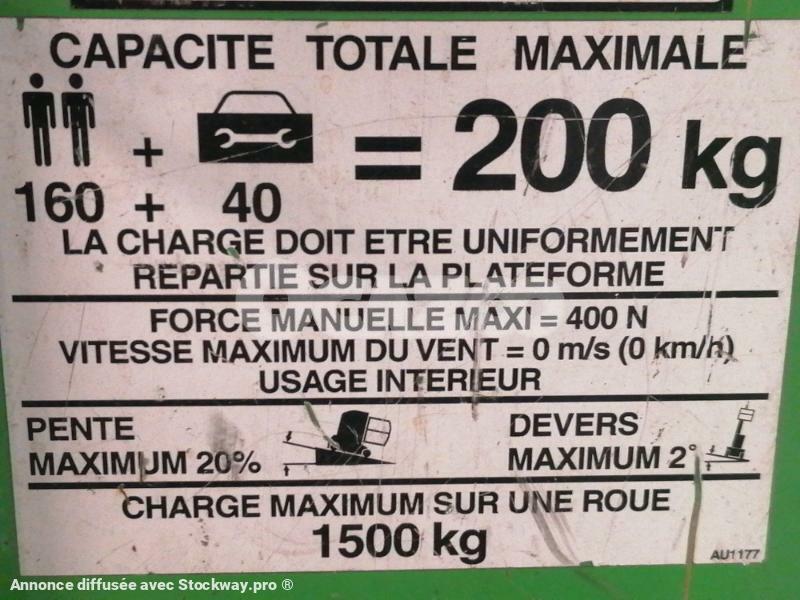 CAPACITE TOTALE MAXIMALE
+ = 200 kg
160 + 40
LA CHARGE DOIT ETRE UNIFORMEMENT
REPARTIE SUR LA PLATEFORME
FORCE MANUELLE MAXI = 400 N
VITESSE MAXIMUM DU VENT = 0 m/s (0 km/h)
USAGE INTERIEUR
PENTE
MAXIMUM 20%
DEVERS
MAXIMUM 2°
CHARGE MAXIMUM SUR UNE ROUE
1500 kg
AU1177
Annonce diffusée avec Stockway.pro ®